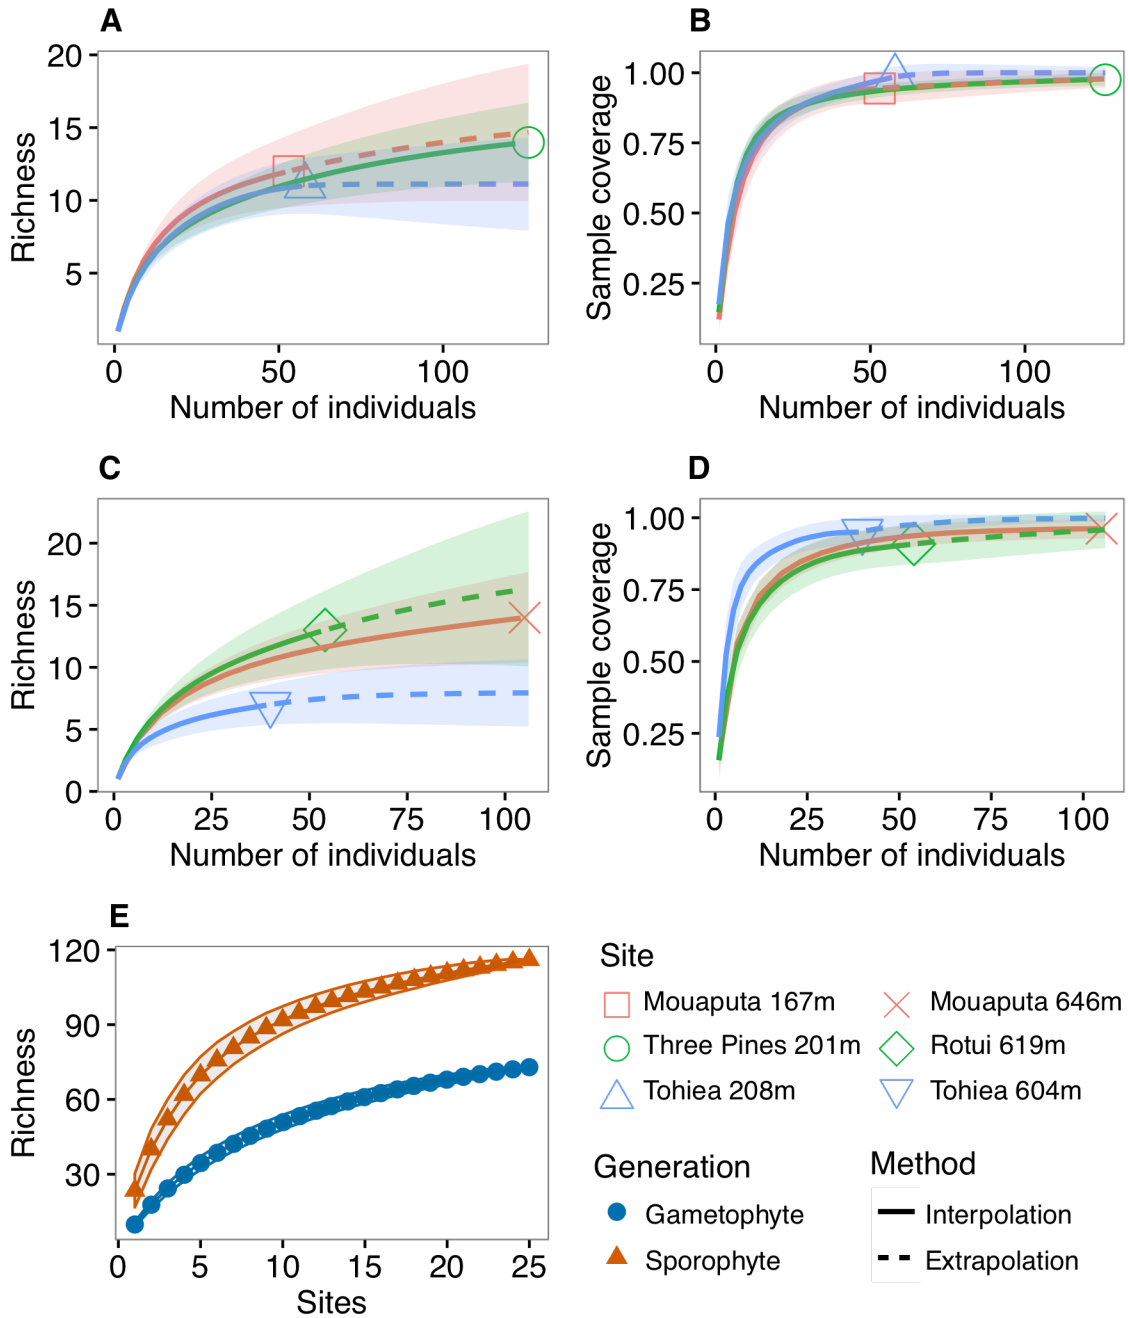 A
Richness
20
15
10
5
0 50 100
Number of individuals
B
Sample coverage
1.00
0.75
0.50
0.25
0 50 100
Number of individuals
C
Richness
20
15
10
5
0
0 25 50 75 100
Number of individuals
D
Sample coverage
1.00
0.75
0.50
0.25
0 25 50 75 100
Number of individuals
E
Richness
120
90
60
30
0 5 10 15 20 25
Sites
Site
Mouaputa 167m
Mouaputa 646m
Three Pines 201m
Rotui 619m
Tohiea 208m
Tohiea 604m
Generation
Gametophyte
Sporophyte
Method
Interpolation
Extrapolation